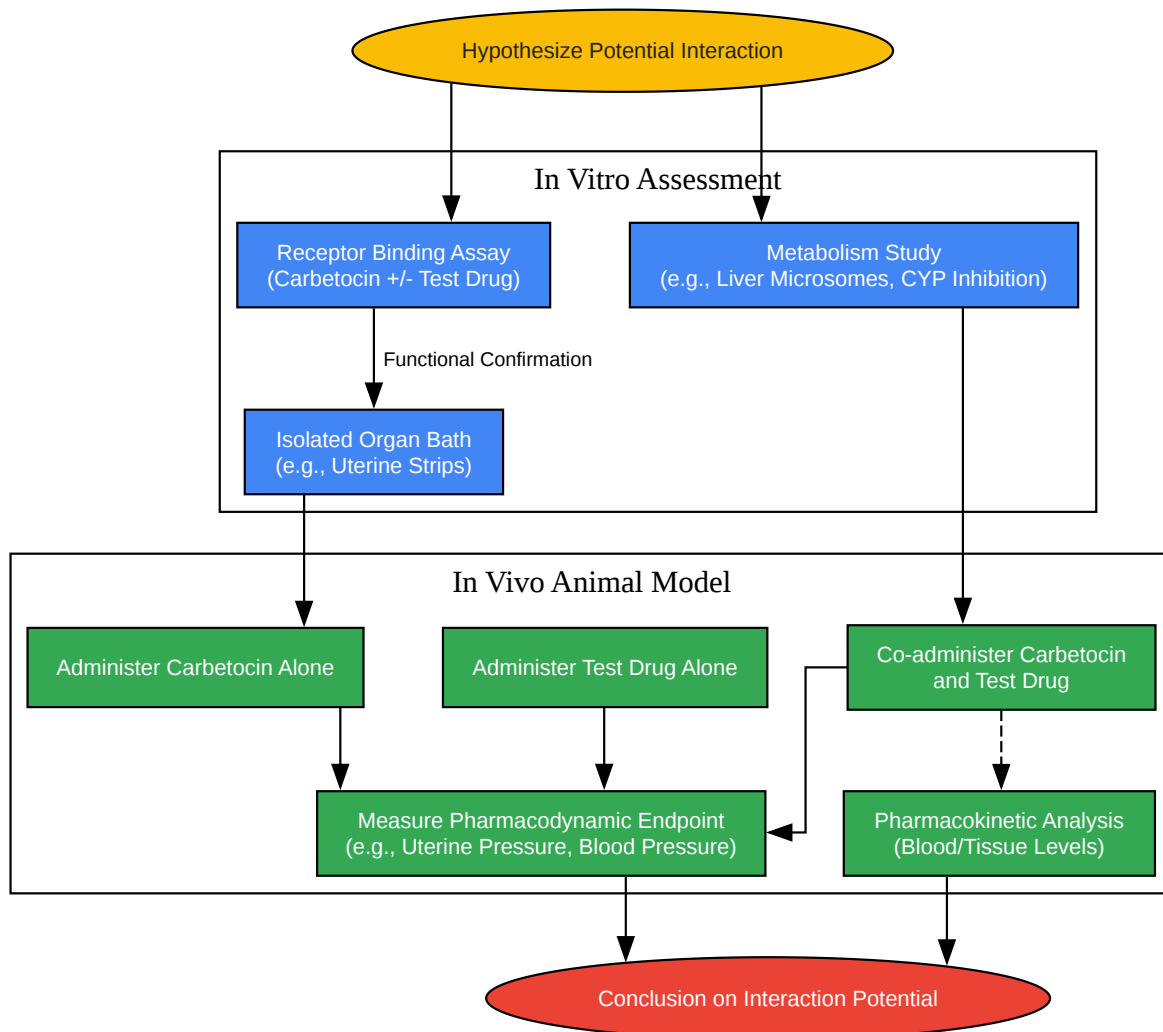 Hypothesize Potential Interaction
In Vitro Assessment
Receptor Binding Assay
(Carbetocin +/- Test Drug)
Metabolism Study
(e.g., Liver Microsomes, CYP Inhibition)
Functional Confirmation
Isolated Organ Bath
(e.g., Uterine Strips)
In Vivo Animal Model
Administer Carbetocin Alone
Administer Test Drug Alone
Co-administer Carbetocin
and Test Drug
Measure Pharmacodynamic Endpoint
(e.g., Uterine Pressure, Blood Pressure)
Pharmacokinetic Analysis
(Blood/Tissue Levels)
Conclusion on Interaction Potential